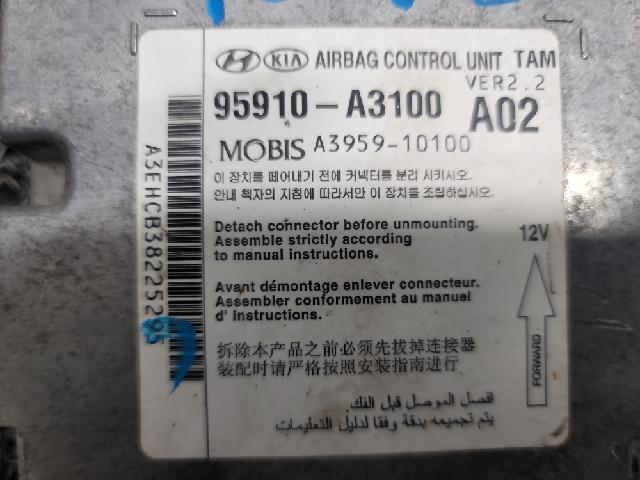 HYUNDAI KIA AIRBAG CONTROL UNIT TAM
VER2.2
95910-A3100 A02
MOBIS A3959-10100
이 장치를 떼어내기 전에 커넥터를 분리 시키시오.
안내 책자의 지침에 따라서만 이 장치를 조립하십시오.
Detach connector before unmounting.
Assemble strictly according
to manual instructions.
12V
Avant démontage enlever connecteur.
Assembler conformement au manuel
d' instructions.
FORWARD
拆除本产品之前必须先拔掉连接器
装配时请严格按照安装指南进行
افصل الموصل قبل الفك.
يتم تجميعه بدقة وفقا لدليل التعليمات
A3EHCB38225295